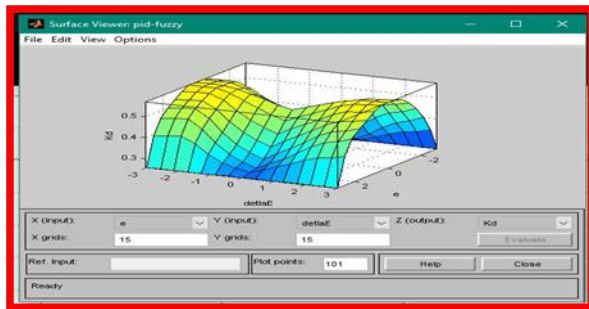 Surface Viewer: pid-fuzzy
File Edit View Options
0.5
0.4
0.3
Kd
-3 -2 -1 0 1 2 3
detlaE
2 0 -2
e
X (input): e Y (input): detlaE Z (output): Kd
X grids: 15 Y grids: 15 Evaluate
Ref. Input: Plot points: 101 Help Close
Ready